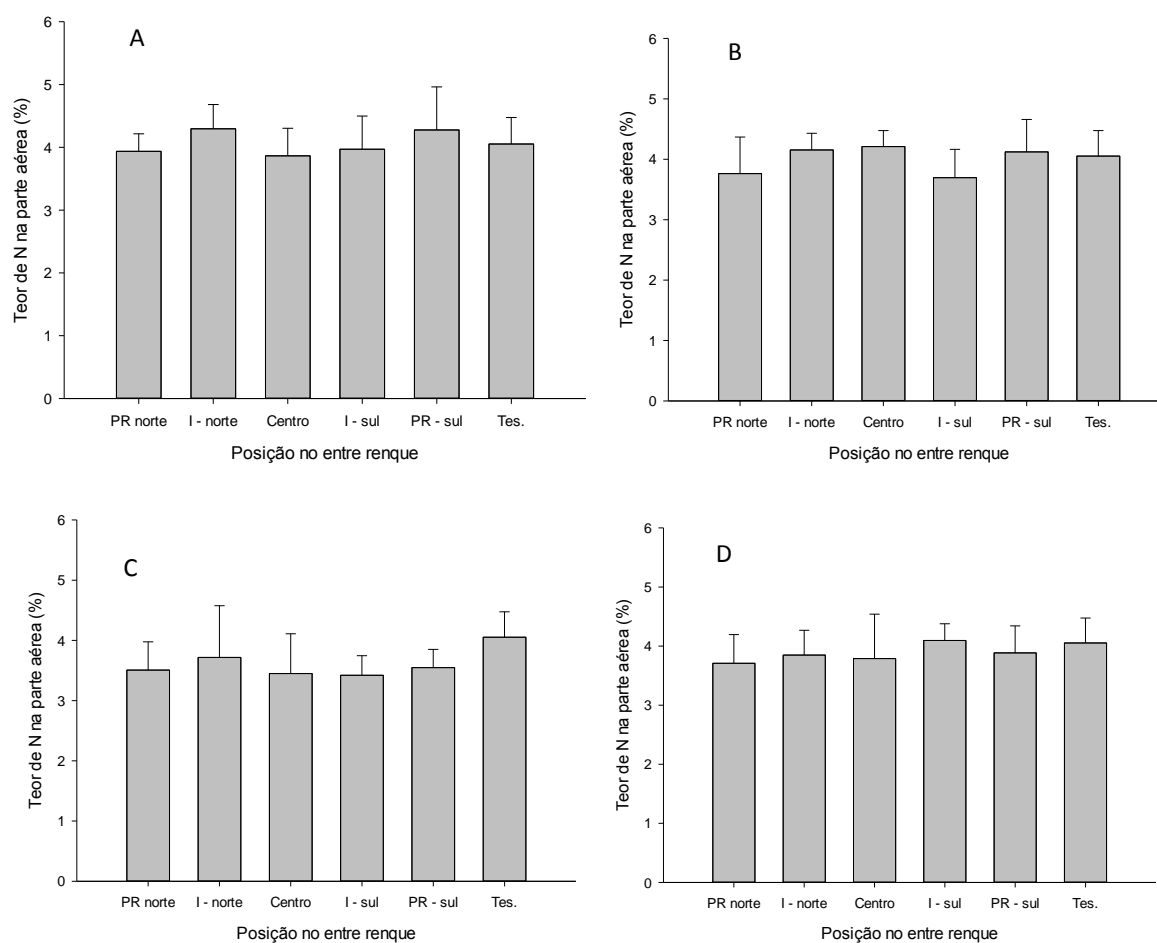 A
Teor de N na parte aérea (%)
6
5
4
3
2
1
0
PR norte I - norte Centro I - sul PR - sul Tes.
Posição no entre renque
B
Teor de N na parte aérea (%)
6
5
4
3
2
1
0
PR norte I - norte Centro I - sul PR - sul Tes.
Posição no entre renque
C
Teor de N na parte aérea (%)
6
5
4
3
2
1
0
PR norte I - norte Centro I - sul PR - sul Tes.
Posição no entre renque
D
Teor de N na parte aérea (%)
6
5
4
3
2
1
0
PR norte I - norte Centro I - sul PR - sul Tes.
Posição no entre renque